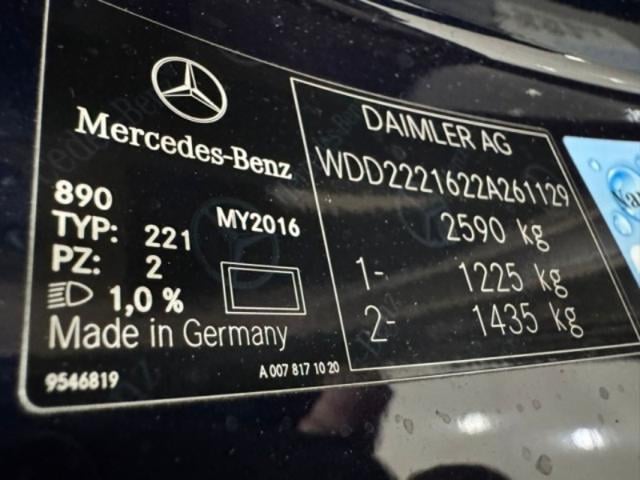 Mercedes-Benz
890
TYP: 221
PZ: 2
1,0 %
MY2016
Made in Germany
9546819
A 007 817 10 20
DAIMLER AG
WDD2221622A261129
2590 kg
1- 1225 kg
2- 1435 kg